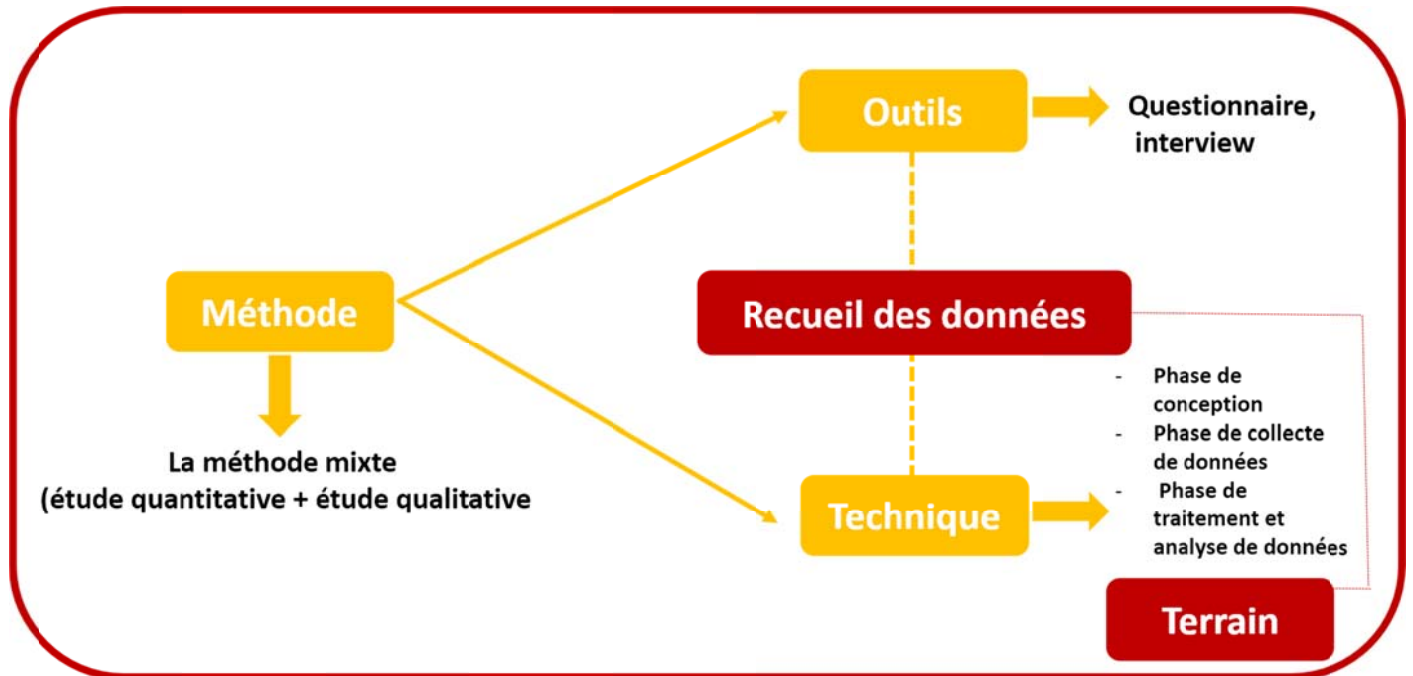 Outils
Questionnaire,
interview
Méthode
Recueil des données
La méthode mixte
(étude quantitative + étude qualitative
Technique
- Phase de
conception
- Phase de collecte
de données
- Phase de
traitement et
analyse de données
Terrain